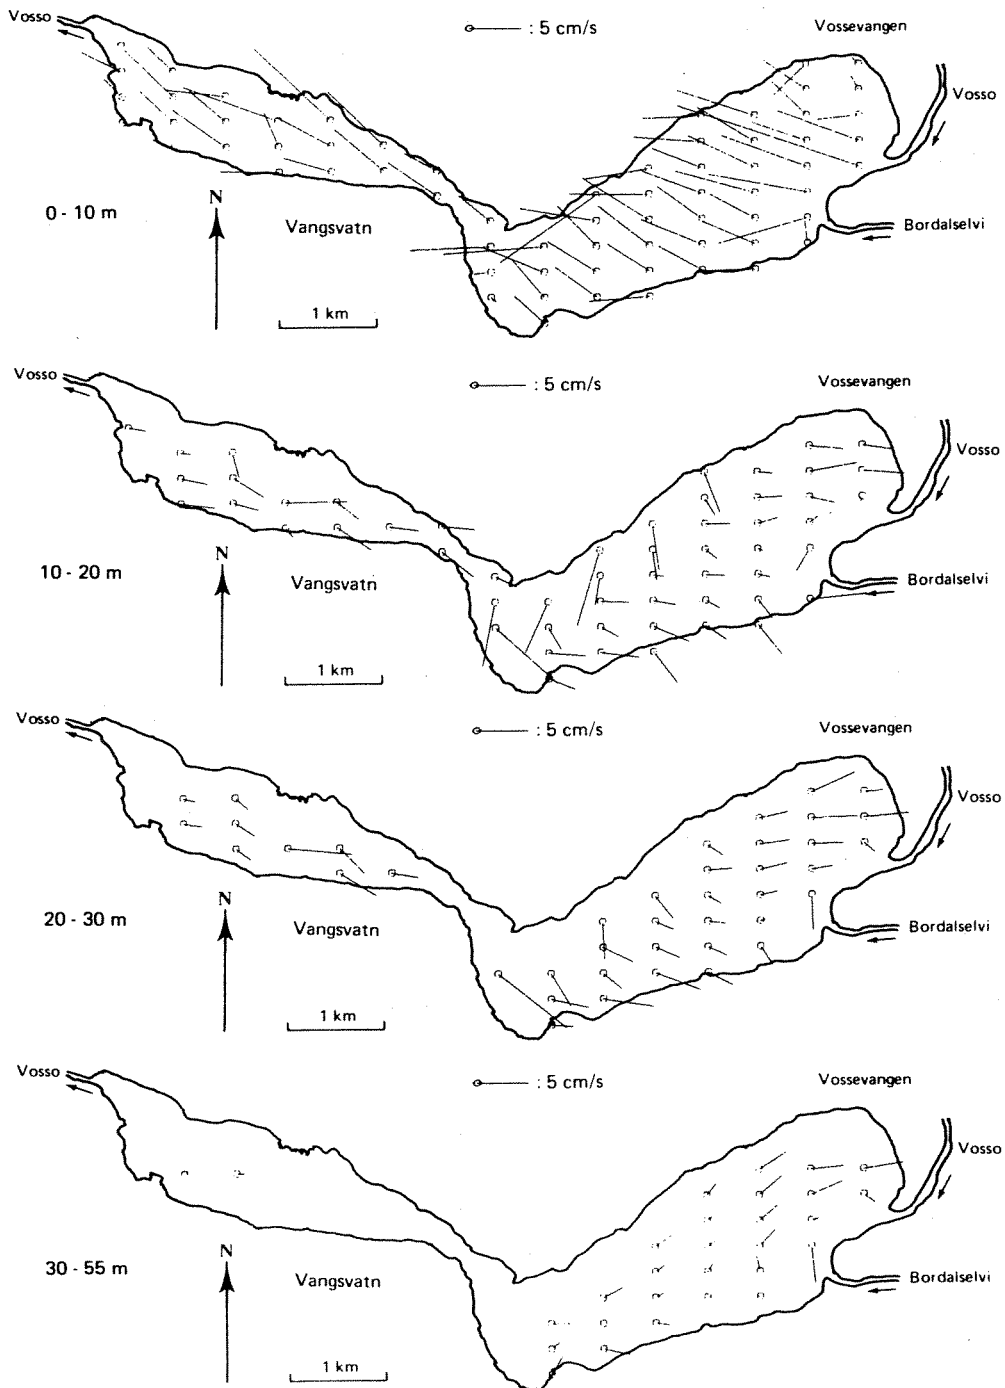 Vosso
: 5 cm/s
Vossevangen
Vosso
N
0 - 10 m
Vangsvatn
Bordalselvi
1 km
Vosso
: 5 cm/s
Vossevangen
Vosso
N
10 - 20 m
Vangsvatn
Bordalselvi
1 km
Vosso
: 5 cm/s
Vossevangen
Vosso
N
20 - 30 m
Vangsvatn
Bordalselvi
1 km
Vosso
: 5 cm/s
Vossevangen
Vosso
N
30 - 55 m
Vangsvatn
Bordalselvi
1 km